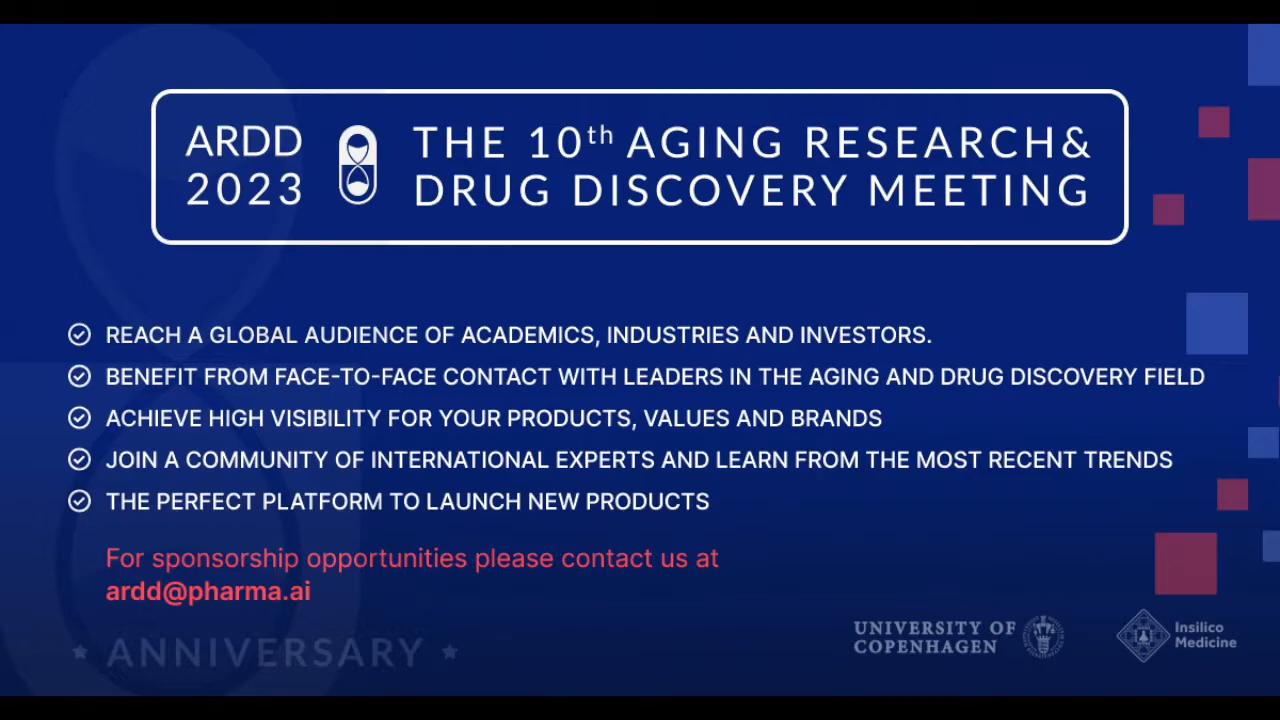 ARDD
2023
THE 10th AGING RESEARCH&
DRUG DISCOVERY MEETING
REACH A GLOBAL AUDIENCE OF ACADEMICS, INDUSTRIES AND INVESTORS.
BENEFIT FROM FACE-TO-FACE CONTACT WITH LEADERS IN THE AGING AND DRUG DISCOVERY FIELD
ACHIEVE HIGH VISIBILITY FOR YOUR PRODUCTS, VALUES AND BRANDS
JOIN A COMMUNITY OF INTERNATIONAL EXPERTS AND LEARN FROM THE MOST RECENT TRENDS
THE PERFECT PLATFORM TO LAUNCH NEW PRODUCTS
For sponsorship opportunities please contact us at
ardd@pharma.ai
ANNIVERSARY
UNIVERSITY OF
COPENHAGEN
Insilico
Medicine